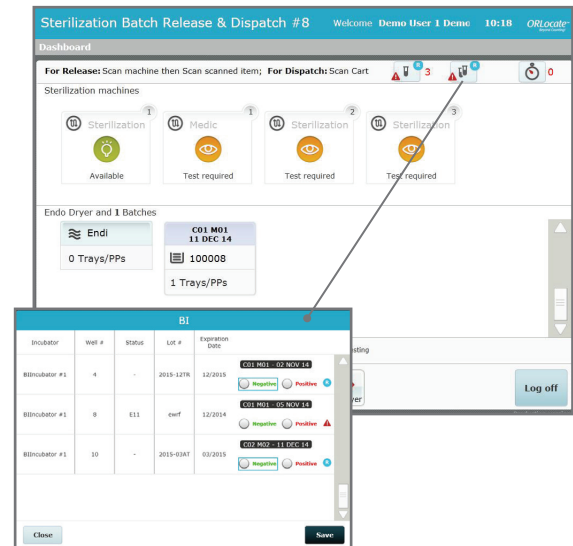 Sterilization Batch Release & Dispatch #8 Welcome Demo User 1 Demo 10:18 ORLocate
Dashboard
For Release: Scan machine then Scan scanned item; For Dispatch: Scan Cart R 3 R 0
Sterilization machines
1 1 2 3
Sterilization Medic Sterilization Sterilization
Available Test required Test required Test required
Endo Dryer and 1 Batches
Endi C01 M01
11 DEC 14
0 Trays/PPs 100008
1 Trays/PPs
BI
Incubator Well # Status Lot # Expiration Date
C01 M01 - 02 NOV 14
BIIncubator #1 4 - 2015-12TR 12/2015 Negative Positive R
C01 M01 - 05 NOV 14
BIIncubator #1 8 E11 ewrf 12/2014 Negative Positive
C02 M02 - 11 DEC 14
BIIncubator #1 10 - 2015-03AT 03/2015 Negative Positive R
Close Save
Log off